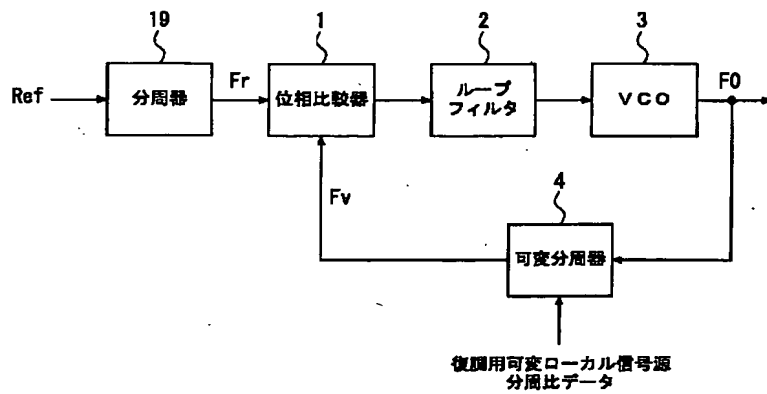 19
1
2
3
Ref
分周器
Fr
位相比較器
ループ
フィルタ
VCO
F0
Fv
4
可変分周器
復調用可変ローカル信号源
分周比データ